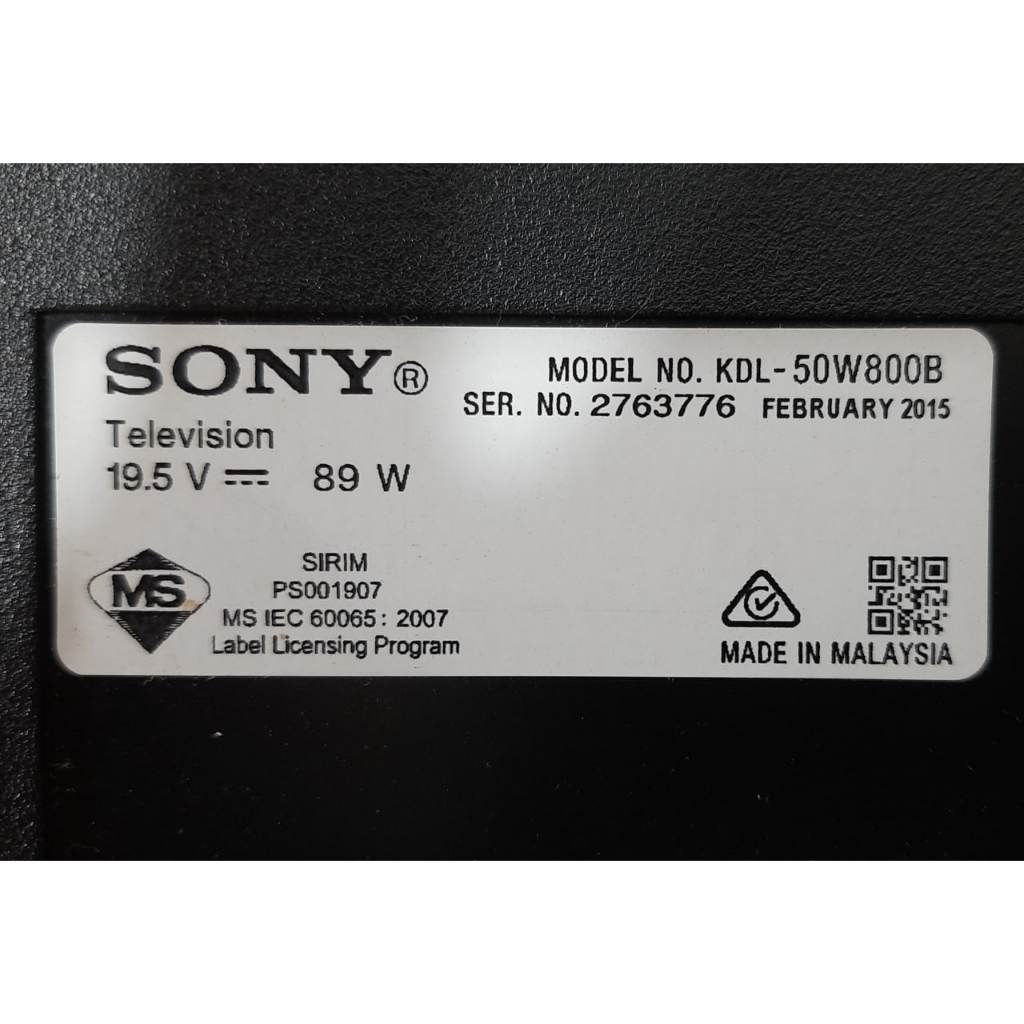 SONY®
MODEL NO. KDL-50W800B
SER. NO. 2763776 FEBRUARY 2015
Television
19.5 V ⎓ 89 W
MS
SIRIM
PS001907
MS IEC 60065: 2007
Label Licensing Program
MADE IN MALAYSIA